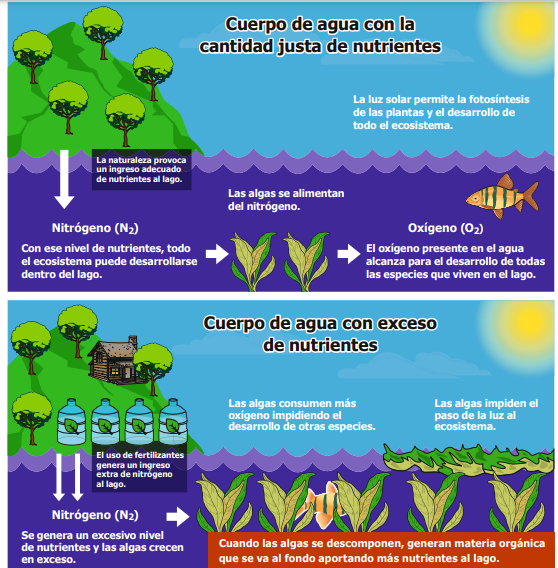 Cuerpo de agua con la
cantidad justa de nutrientes
La luz solar permite la fotosíntesis
de las plantas y el desarrollo de
todo el ecosistema.
La naturaleza provoca
un ingreso adecuado
de nutrientes al lago.
Las algas se alimentan
del nitrógeno.
Nitrógeno (N₂)
Con ese nivel de nutrientes, todo
el ecosistema puede desarrollarse
dentro del lago.
Oxígeno (O₂)
El oxígeno presente en el agua
alcanza para el desarrollo de todas
las especies que viven en el lago.
Cuerpo de agua con exceso
de nutrientes
Las algas consumen más
oxígeno impidiendo el
desarrollo de otras especies.
Las algas impiden el
paso de la luz al
ecosistema.
El uso de fertilizantes
genera un ingreso
extra de nitrógeno
al lago.
Nitrógeno (N₂)
Se genera un excesivo nivel
de nutrientes y las algas crecen
en exceso.
Cuando las algas se descomponen, generan materia orgánica
que se va al fondo aportando más nutrientes al lago.